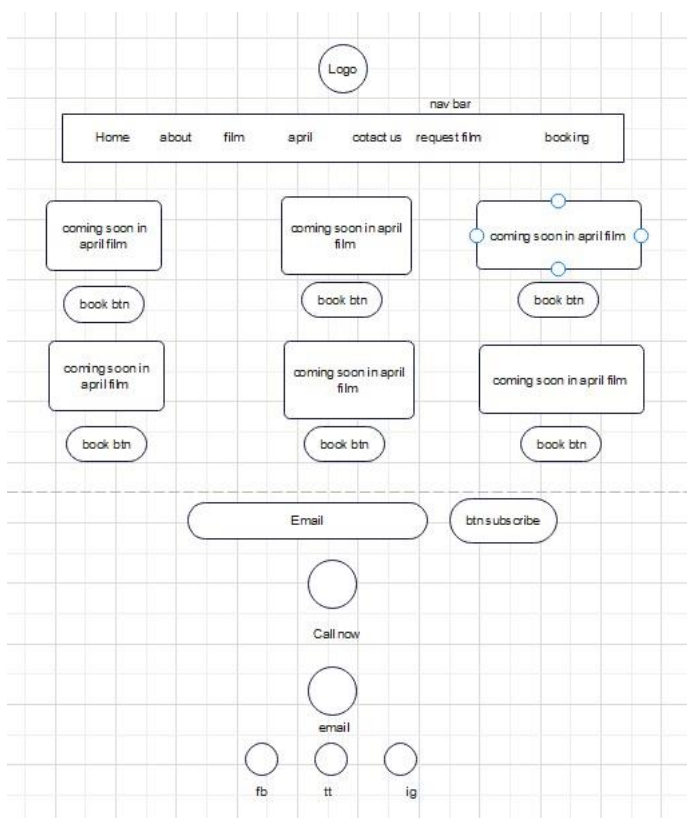 Logo
nav bar
Home about film april cotact us request film booking
coming soon in
april film
coming soon in april
film
coming soon in april film
book btn
book btn
book btn
coming soon in
april film
coming soon in april
film
coming soon in april film
book btn
book btn
book btn
Email
btn subscribe
Call now
email
fb tt ig